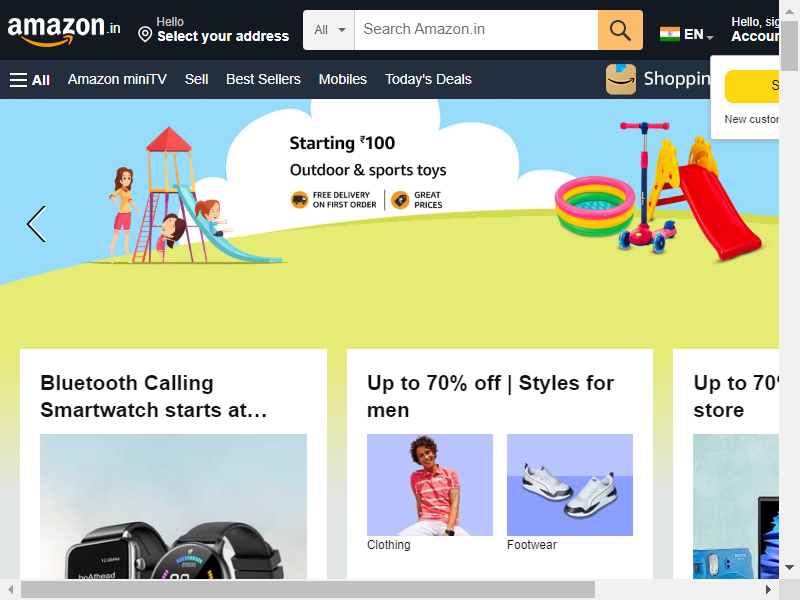 amazon.in
Hello
Select your address
All
Search Amazon.in
EN
Hello, sig
Accoun
All
Amazon miniTV
Sell
Best Sellers
Mobiles
Today's Deals
Shoppin
S
New custom
Starting ₹100
Outdoor & sports toys
FREE DELIVERY
ON FIRST ORDER
GREAT
PRICES
Bluetooth Calling
Smartwatch starts at…
Up to 70% off | Styles for
men
Up to 70%
store
Clothing
Footwear
boAthead